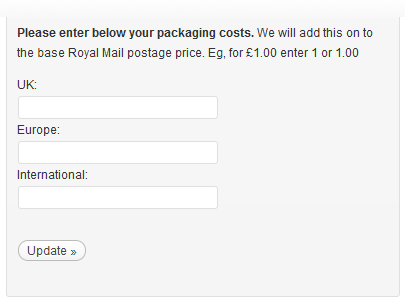 Please enter below your packaging costs. We will add this on to
the base Royal Mail postage price. Eg, for £1.00 enter 1 or 1.00
UK:
Europe:
International:
Update »